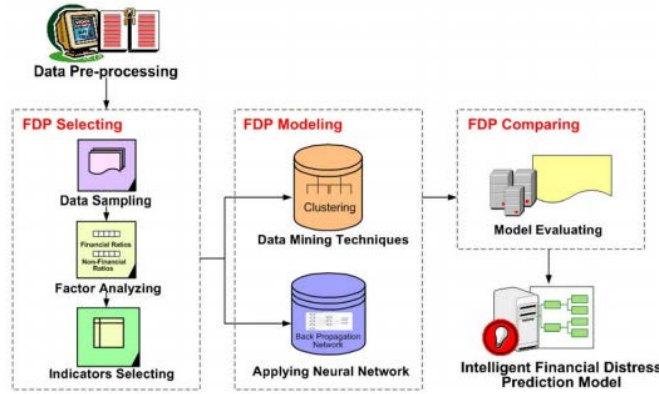 Data Pre-processing
FDP Selecting
Data Sampling
Financial Ratios
Non-Financial
Ratios
Factor Analyzing
Indicators Selecting
FDP Modeling
Clustering
Data Mining Techniques
Back Propagation
Network
Applying Neural Network
FDP Comparing
Model Evaluating
Intelligent Financial Distress
Prediction Model